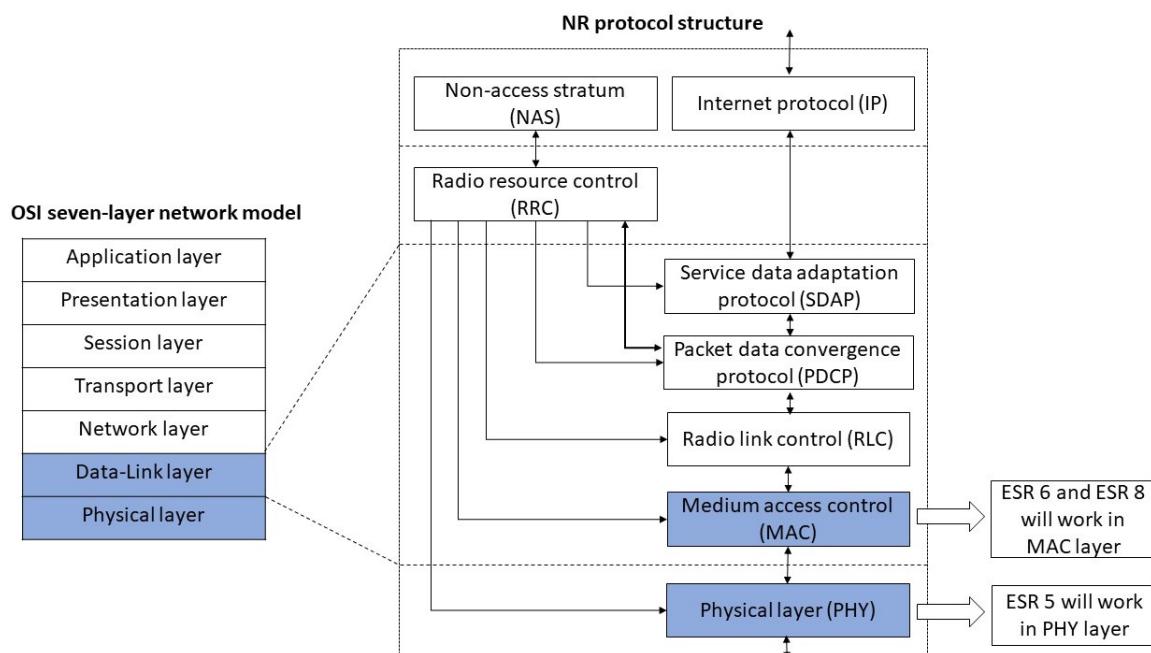 NR protocol structure
Non-access stratum
(NAS)
Internet protocol (IP)
Radio resource control
(RRC)
OSI seven-layer network model
Application layer
Presentation layer
Session layer
Transport layer
Network layer
Data-Link layer
Physical layer
Service data adaptation
protocol (SDAP)
Packet data convergence
protocol (PDCP)
Radio link control (RLC)
Medium access control
(MAC)
ESR 6 and ESR 8
will work in
MAC layer
Physical layer (PHY)
ESR 5 will work
in PHY layer